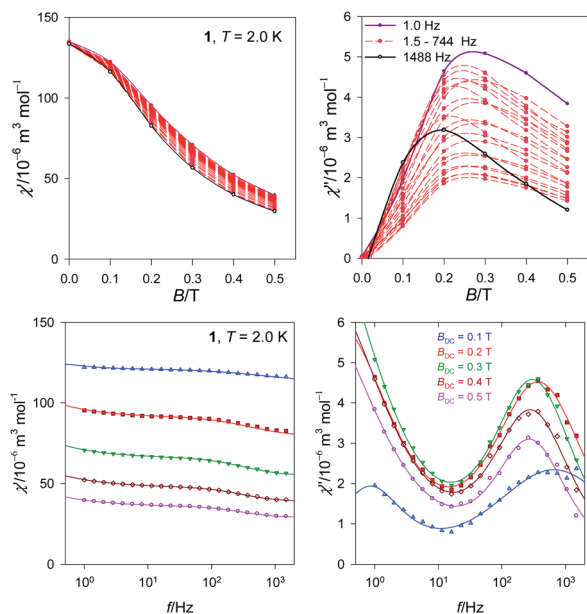 1, T = 2.0 K
χ'/10⁻⁶ m³ mol⁻¹
150
100
50
0
0.0 0.1 0.2 0.3 0.4 0.5
B/T
1.0 Hz
1.5 - 744 Hz
1488 Hz
χ''/10⁻⁶ m³ mol⁻¹
6
5
4
3
2
1
0
0.0 0.1 0.2 0.3 0.4 0.5
B/T
1, T = 2.0 K
χ'/10⁻⁶ m³ mol⁻¹
150
100
50
0
10⁰ 10¹ 10² 10³
f/Hz
B_DC = 0.1 T
B_DC = 0.2 T
B_DC = 0.3 T
B_DC = 0.4 T
B_DC = 0.5 T
χ''/10⁻⁶ m³ mol⁻¹
6
5
4
3
2
1
0
10⁰ 10¹ 10² 10³
f/Hz